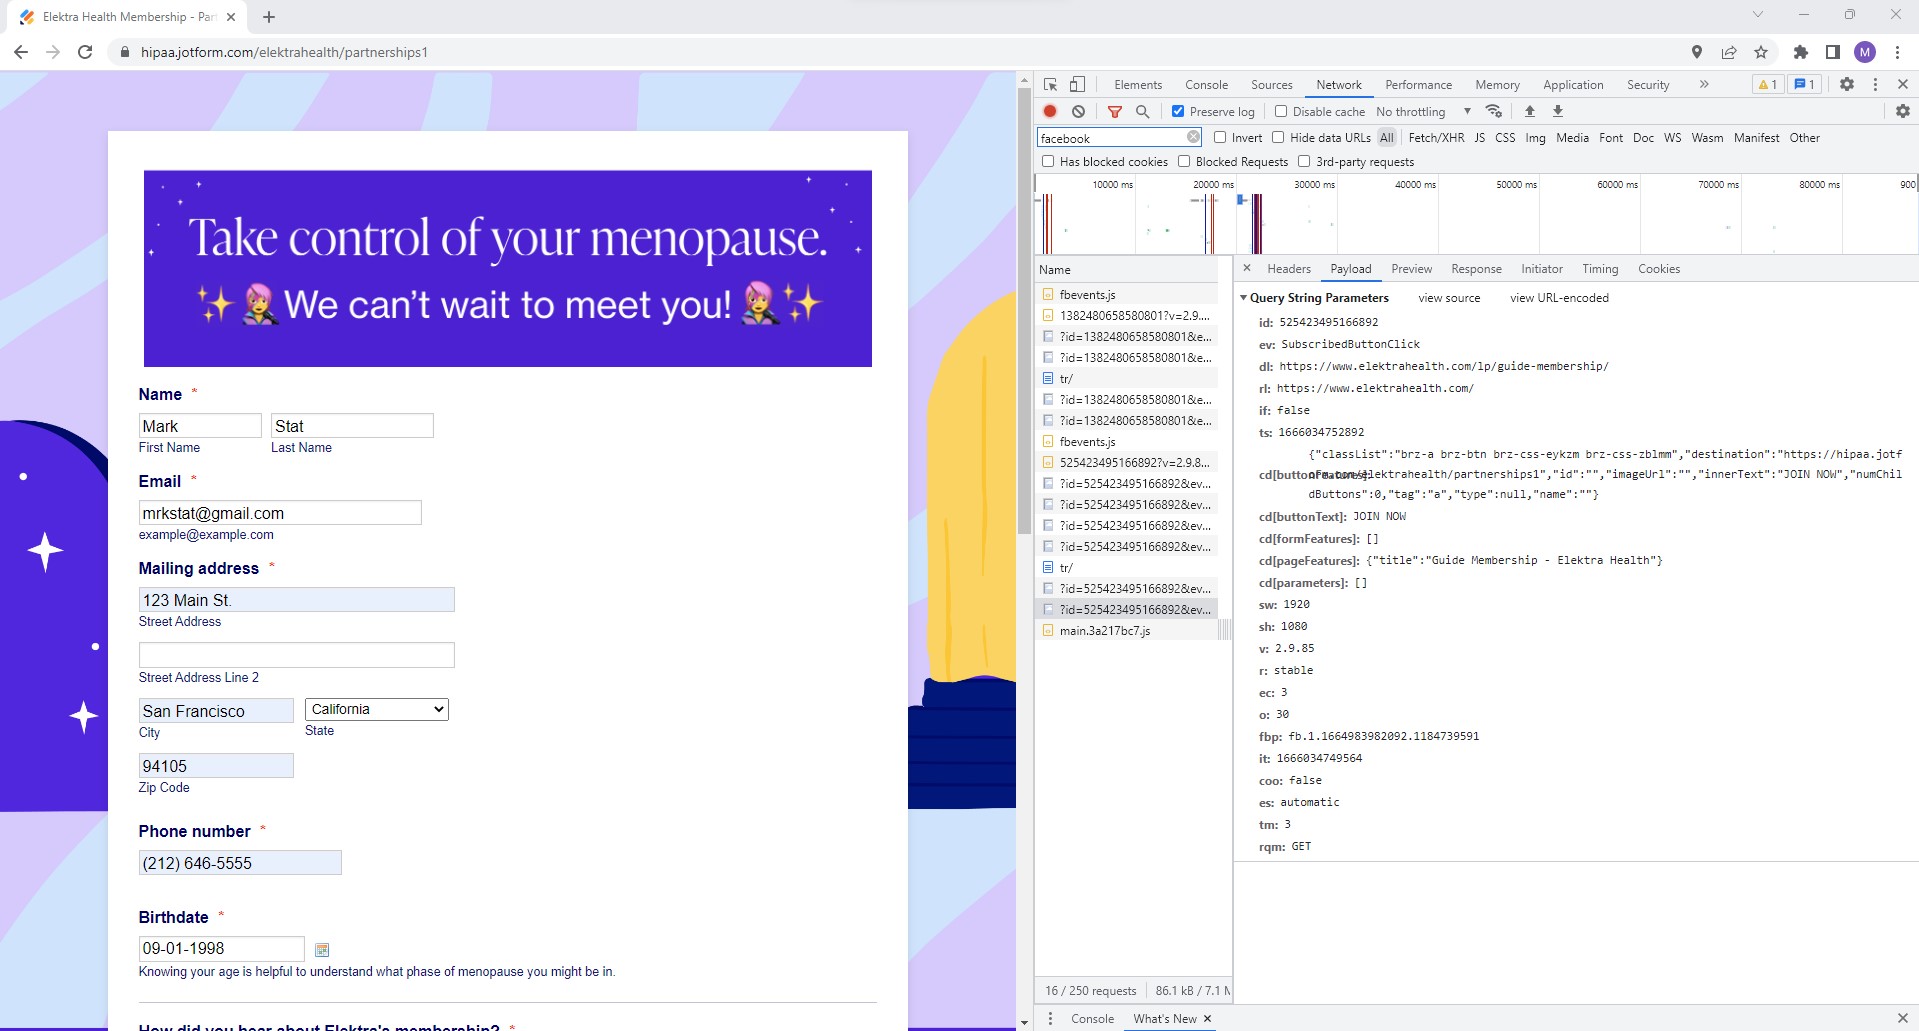 Elektra Health Membership - Par
hipaa.jotform.com/elektrahealth/partnerships1
M
Take control of your menopause.
We can't wait to meet you!
Name *
Mark Stat
First Name Last Name
Email *
mrkstat@gmail.com
example@example.com
Mailing address *
123 Main St.
Street Address
Street Address Line 2
San Francisco California
City State
94105
Zip Code
Phone number *
(212) 646-5555
Birthdate *
09-01-1998
Knowing your age is helpful to understand what phase of menopause you might be in.
How did you hear about Elektra's membership? *
Elements Console Sources Network Performance Memory Application Security 1 1
Preserve log Disable cache No throttling
facebook Invert Hide data URLs All Fetch/XHR JS CSS Img Media Font Doc WS Wasm Manifest Other
Has blocked cookies Blocked Requests 3rd-party requests
10000 ms 20000 ms 30000 ms 40000 ms 50000 ms 60000 ms 70000 ms 80000 ms 900
Name
fbevents.js
1382480658580801?v=2.9....
?id=1382480658580801&e...
?id=1382480658580801&e...
tr/
?id=1382480658580801&e...
?id=1382480658580801&e...
fbevents.js
525423495166892?v=2.9.8...
?id=525423495166892&ev...
?id=525423495166892&ev...
?id=525423495166892&ev...
?id=525423495166892&ev...
tr/
?id=525423495166892&ev...
?id=525423495166892&ev...
main.3a217bc7.js
16 / 250 requests 86.1 kB / 7.1 M
Headers Payload Preview Response Initiator Timing Cookies
Query String Parameters view source view URL-encoded
id: 525423495166892
ev: SubscribedButtonClick
dl: https://www.elektrahealth.com/lp/guide-membership/
rl: https://www.elektrahealth.com/
if: false
ts: 1666034752892
{"classList":"brz-a brz-btn brz-css-eykzm brz-css-zblmm","destination":"https://hipaa.jotf
cd[buttonFeatures]: orm.com/elektrahealth/partnerships1","id":"","imageUrl":"","innerText":"JOIN NOW","numChil
dButtons":0,"tag":"a","type":null,"name":""}
cd[buttonText]: JOIN NOW
cd[formFeatures]: []
cd[pageFeatures]: {"title":"Guide Membership - Elektra Health"}
cd[parameters]: []
sw: 1920
sh: 1080
v: 2.9.85
r: stable
ec: 3
o: 30
fbp: fb.1.1664983982092.1184739591
it: 1666034749564
coo: false
es: automatic
tm: 3
rqm: GET
Console What's New